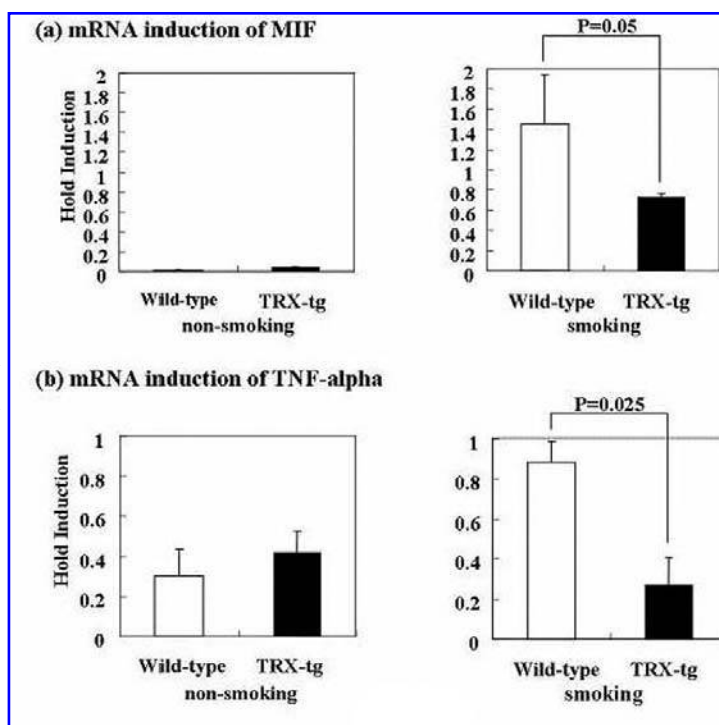 (a) mRNA induction of MIF
P=0.05
Hold Induction
2
1.8
1.6
1.4
1.2
1
0.8
0.6
0.4
0.2
0
Wild-type TRX-tg
non-smoking
2
1.8
1.6
1.4
1.2
1
0.8
0.6
0.4
0.2
0
Wild-type TRX-tg
smoking
(b) mRNA induction of TNF-alpha
P=0.025
Hold Induction
1
0.8
0.6
0.4
0.2
0
Wild-type TRX-tg
non-smoking
1
0.8
0.6
0.4
0.2
0
Wild-type TRX-tg
smoking